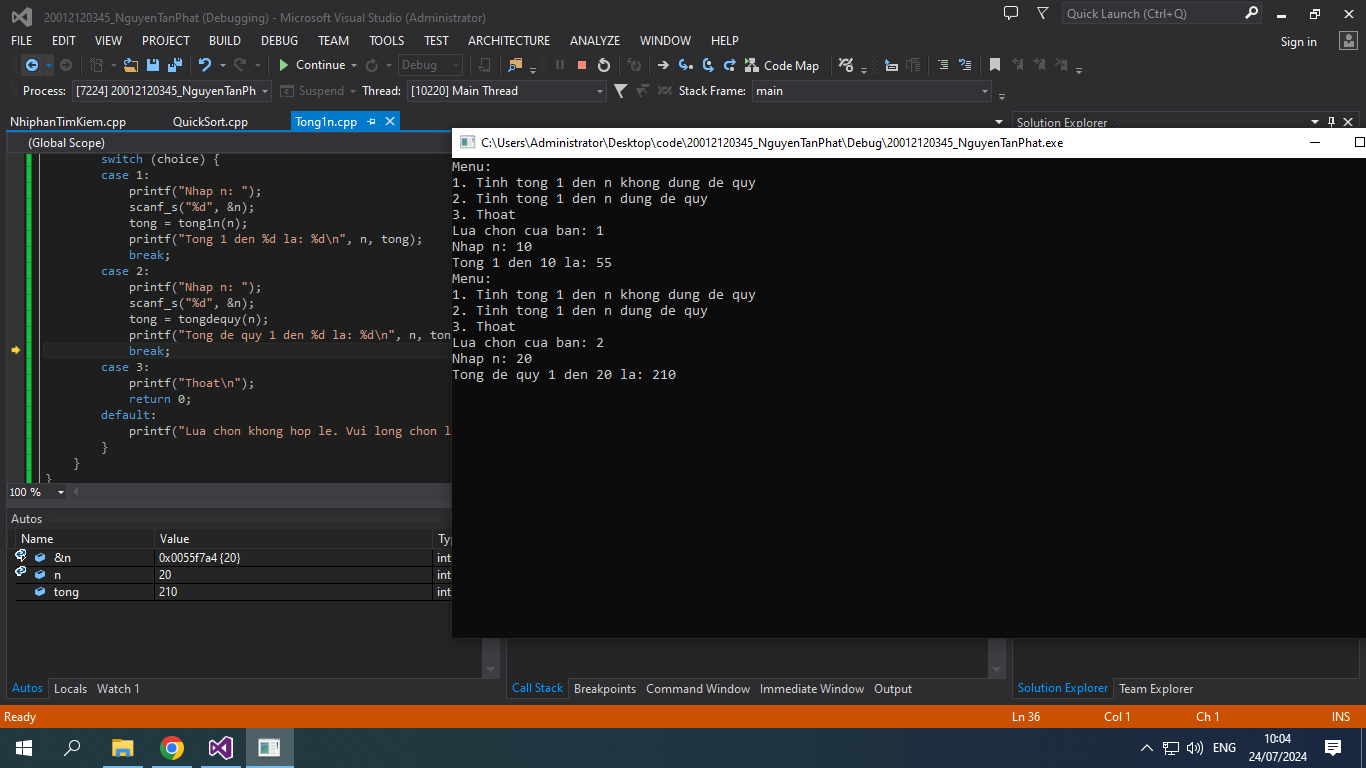 20012120345_NguyenTanPhat (Debugging) - Microsoft Visual Studio (Administrator)
Quick Launch (Ctrl+Q)
FILE EDIT VIEW PROJECT BUILD DEBUG TEAM TOOLS TEST ARCHITECTURE ANALYZE WINDOW HELP
Sign in
Continue Debug Code Map
Process: [7224] 20012120345_NguyenTanPh Suspend Thread: [10220] Main Thread Stack Frame: main
NhiphanTimKiem.cpp QuickSort.cpp Tong1n.cpp
Solution Explorer
(Global Scope)
switch (choice) {
case 1:
printf("Nhap n: ");
scanf_s("%d", &n);
tong = tong1n(n);
printf("Tong 1 den %d la: %d\n", n, tong);
break;
case 2:
printf("Nhap n: ");
scanf_s("%d", &n);
tong = tongdequy(n);
printf("Tong de quy 1 den %d la: %d\n", n, ton
break;
case 3:
printf("Thoat\n");
return 0;
default:
printf("Lua chon khong hop le. Vui long chon l
}
}
}
100 %
C:\Users\Administrator\Desktop\code\20012120345_NguyenTanPhat\Debug\20012120345_NguyenTanPhat.exe
Menu:
1. Tinh tong 1 den n khong dung de quy
2. Tinh tong 1 den n dung de quy
3. Thoat
Lua chon cua ban: 1
Nhap n: 10
Tong 1 den 10 la: 55
Menu:
1. Tinh tong 1 den n khong dung de quy
2. Tinh tong 1 den n dung de quy
3. Thoat
Lua chon cua ban: 2
Nhap n: 20
Tong de quy 1 den 20 la: 210
Autos
Name Value Ty
&n 0x0055f7a4 {20} int
n 20 int
tong 210 int
Autos Locals Watch 1
Call Stack Breakpoints Command Window Immediate Window Output
Solution Explorer Team Explorer
Ready Ln 36 Col 1 Ch 1 INS
ENG
10:04
24/07/2024